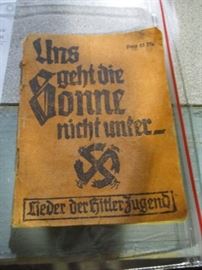 Uns
geht die
Sonne
nicht unter
Lieder der Hitlerjugend